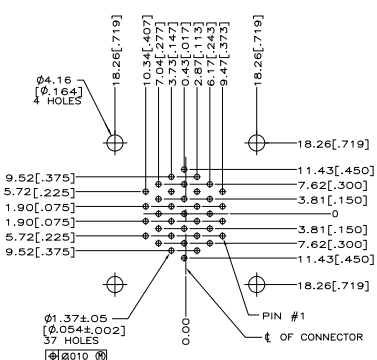 18.26[.719]
10.34[.407]
7.04[.277]
3.73[.147]
0.43[.017]
2.87[.113]
6.17[.243]
9.47[.373]
18.26[.719]
Ø4.16
[Ø.164]
4 HOLES
18.26[.719]
11.43[.450]
7.62[.300]
3.81[.150]
0
3.81[.150]
7.62[.300]
11.43[.450]
18.26[.719]
9.52[.375]
5.72[.225]
1.90[.075]
1.90[.075]
5.72[.225]
9.52[.375]
PIN #1
℄ OF CONNECTOR
0.00
Ø1.37±.05
[Ø.054±.002]
37 HOLES
⌖ Ø.010 Ⓜ